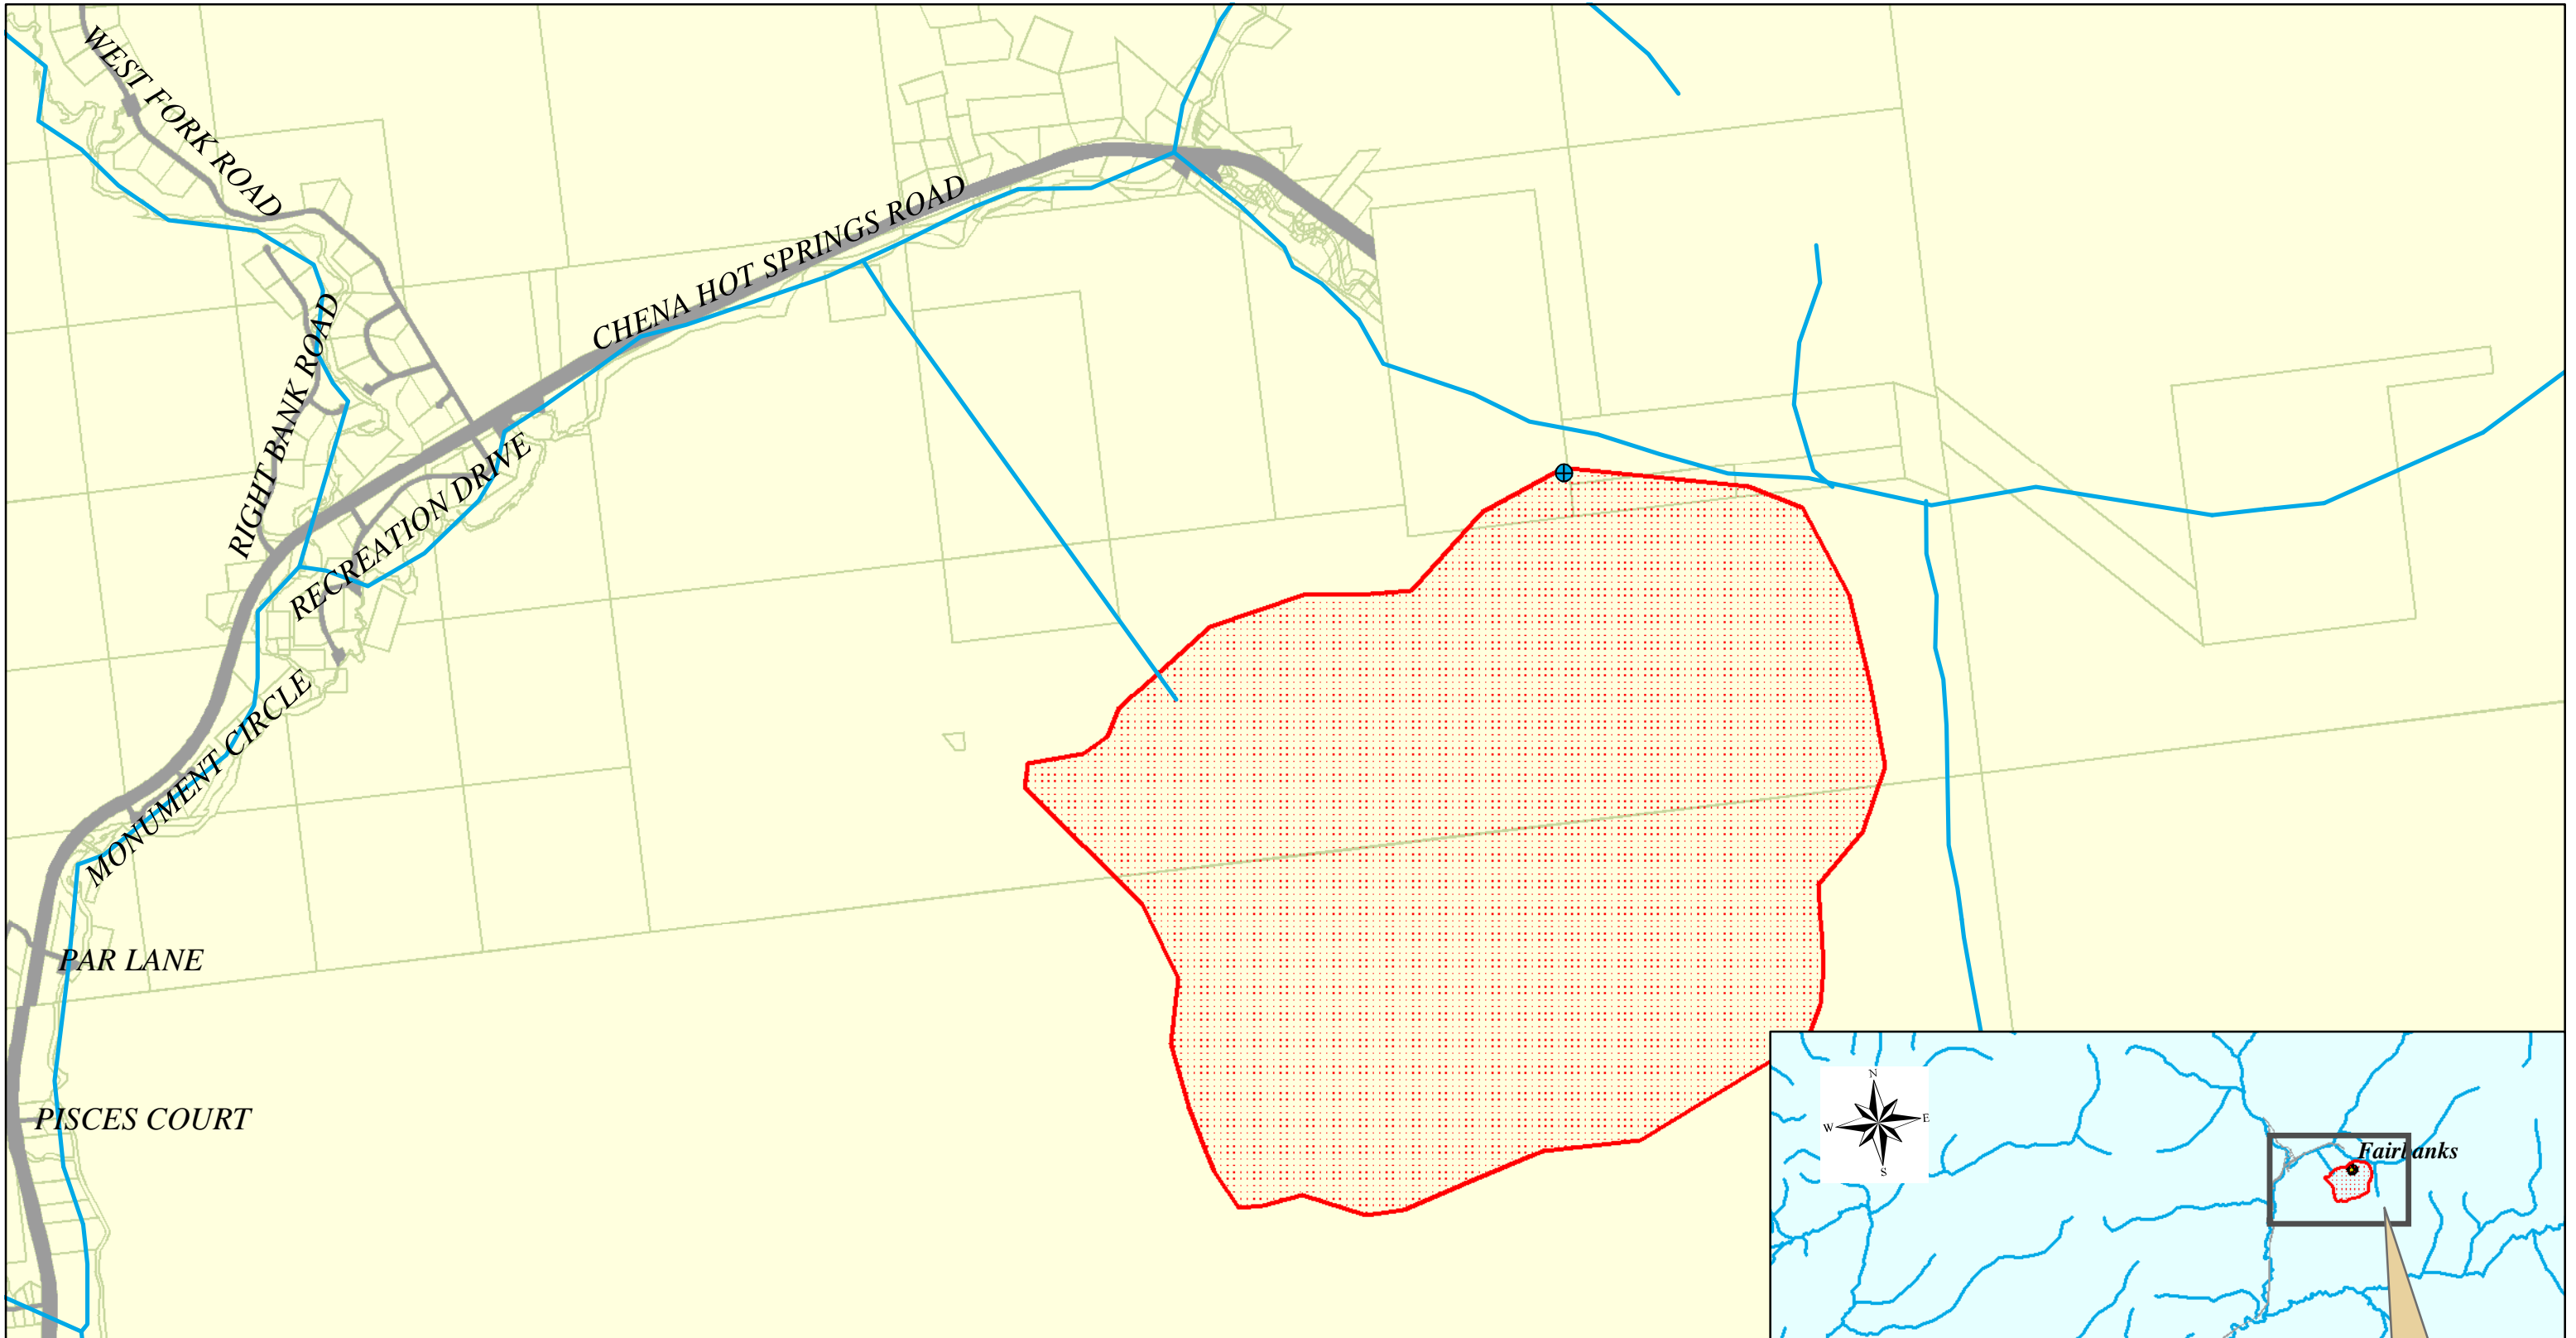 WEST FORK ROAD
CHENA HOT SPRINGS ROAD
RIGHT BANK ROAD
RECREATION DRIVE
MONUMENT CIRCLE
PAR LANE
PISCES COURT
N
W E
S
Fairbanks